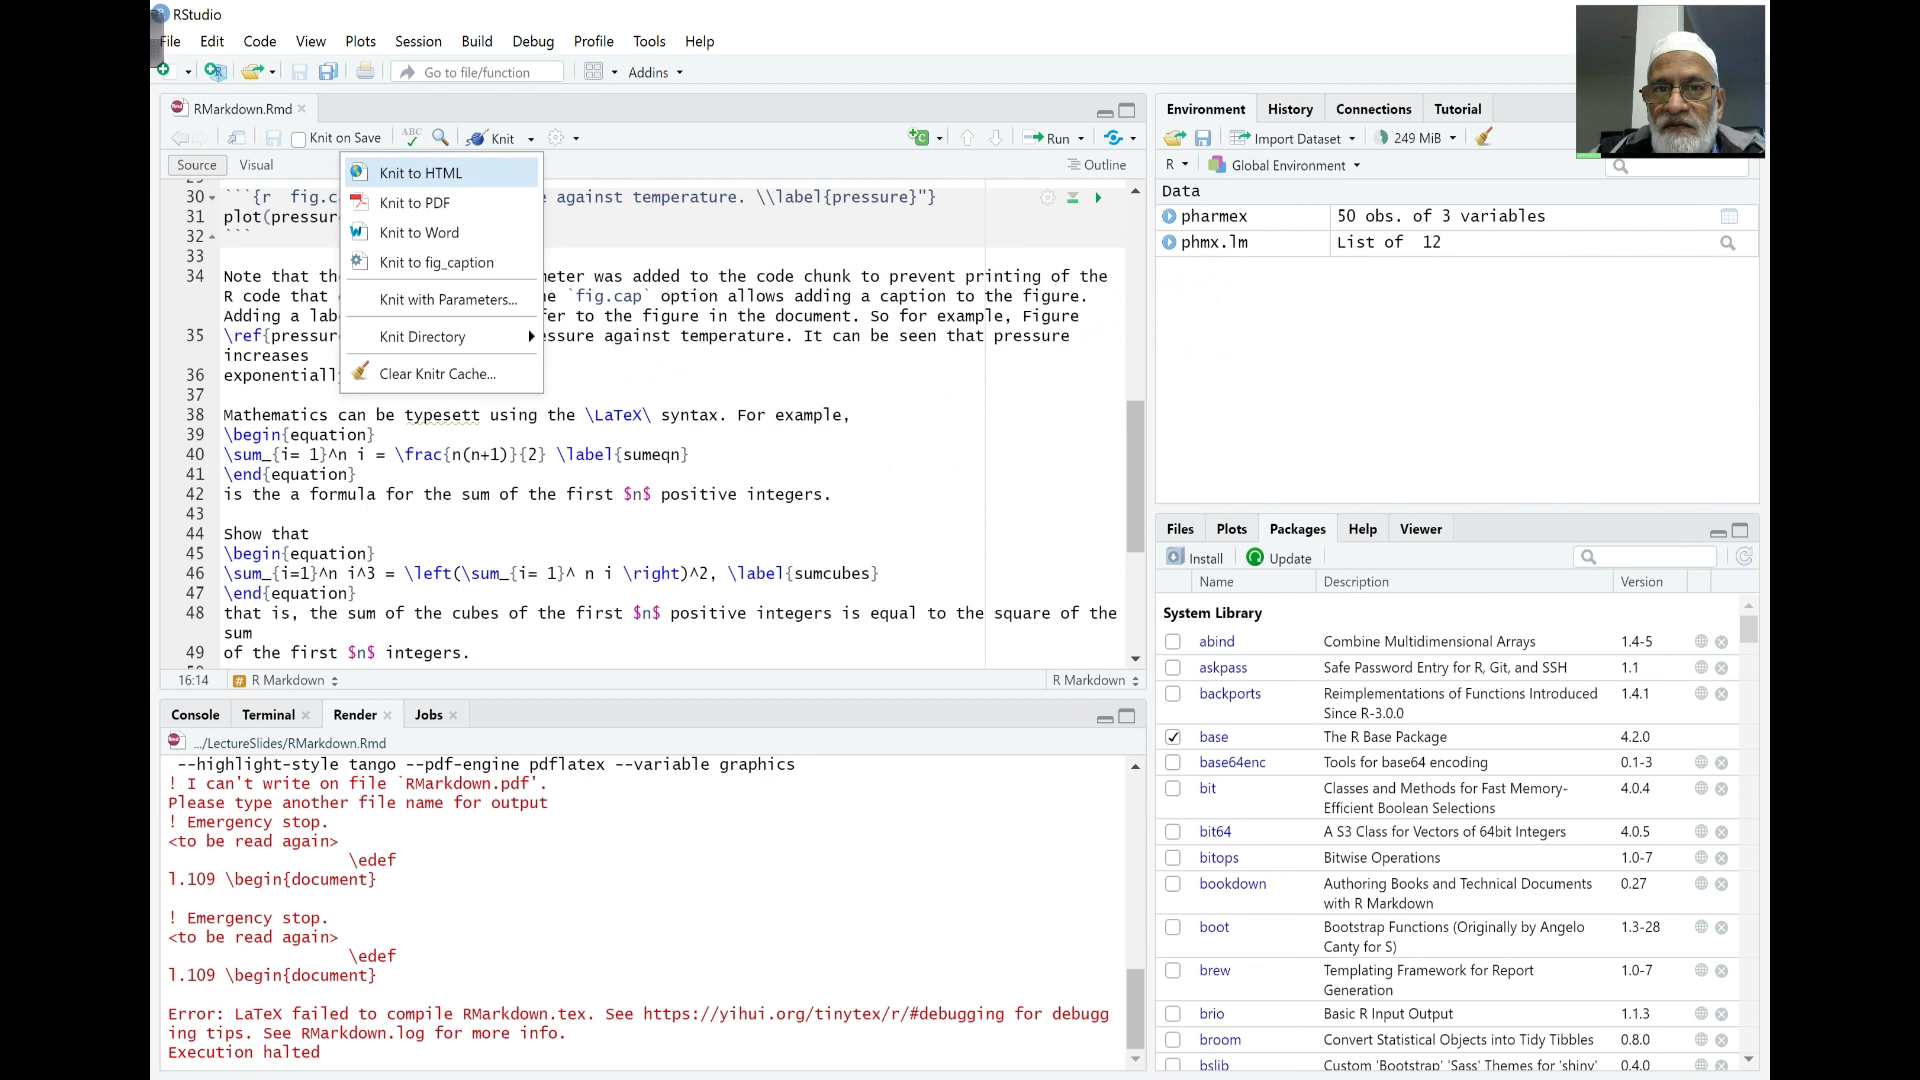 RStudio
File Edit Code View Plots Session Build Debug Profile Tools Help
Go to file/function Addins
RMarkdown.Rmd
Knit on Save ABC Knit Run
Source Visual Outline
Knit to HTML
Knit to PDF
Knit to Word
Knit to fig_caption
Knit with Parameters...
Knit Directory
Clear Knitr Cache...
30 ```{r fig.ca against temperature. \\label{pressure}"}
31 plot(pressur
32 ```
33
34 Note that th meter was added to the code chunk to prevent printing of the
R code that `fig.cap` option allows adding a caption to the figure.
Adding a lab fer to the figure in the document. So for example, Figure
35 \ref{pressur ssure against temperature. It can be seen that pressure
increases
36 exponentiall
37
38 Mathematics can be typesett using the \LaTeX\ syntax. For example,
39 \begin{equation}
40 \sum_{i= 1}^n i = \frac{n(n+1)}{2} \label{sumeqn}
41 \end{equation}
42 is the a formula for the sum of the first $n$ positive integers.
43
44 Show that
45 \begin{equation}
46 \sum_{i=1}^n i^3 = \left(\sum_{i= 1}^ n i \right)^2, \label{sumcubes}
47 \end{equation}
48 that is, the sum of the cubes of the first $n$ positive integers is equal to the square of the
sum
49 of the first $n$ integers.
16:14 # R Markdown R Markdown
Console Terminal Render Jobs
.../LectureSlides/RMarkdown.Rmd
--highlight-style tango --pdf-engine pdflatex --variable graphics
! I can't write on file `RMarkdown.pdf'.
Please type another file name for output
! Emergency stop.
<to be read again>
\edef
l.109 \begin{document}
! Emergency stop.
<to be read again>
\edef
l.109 \begin{document}
Error: LaTeX failed to compile RMarkdown.tex. See https://yihui.org/tinytex/r/#debugging for debugg
ing tips. See RMarkdown.log for more info.
Execution halted
Environment History Connections Tutorial
Import Dataset 249 MiB
R Global Environment
Data
pharmex 50 obs. of 3 variables
phmx.lm List of 12
Files Plots Packages Help Viewer
Install Update
Name Description Version
System Library
abind Combine Multidimensional Arrays 1.4-5
askpass Safe Password Entry for R, Git, and SSH 1.1
backports Reimplementations of Functions Introduced 1.4.1
Since R-3.0.0
base The R Base Package 4.2.0
base64enc Tools for base64 encoding 0.1-3
bit Classes and Methods for Fast Memory- 4.0.4
Efficient Boolean Selections
bit64 A S3 Class for Vectors of 64bit Integers 4.0.5
bitops Bitwise Operations 1.0-7
bookdown Authoring Books and Technical Documents 0.27
with R Markdown
boot Bootstrap Functions (Originally by Angelo 1.3-28
Canty for S)
brew Templating Framework for Report 1.0-7
Generation
brio Basic R Input Output 1.1.3
broom Convert Statistical Objects into Tidy Tibbles 0.8.0
bslib Custom 'Bootstrap' 'Sass' Themes for 'shiny' 0.4.0